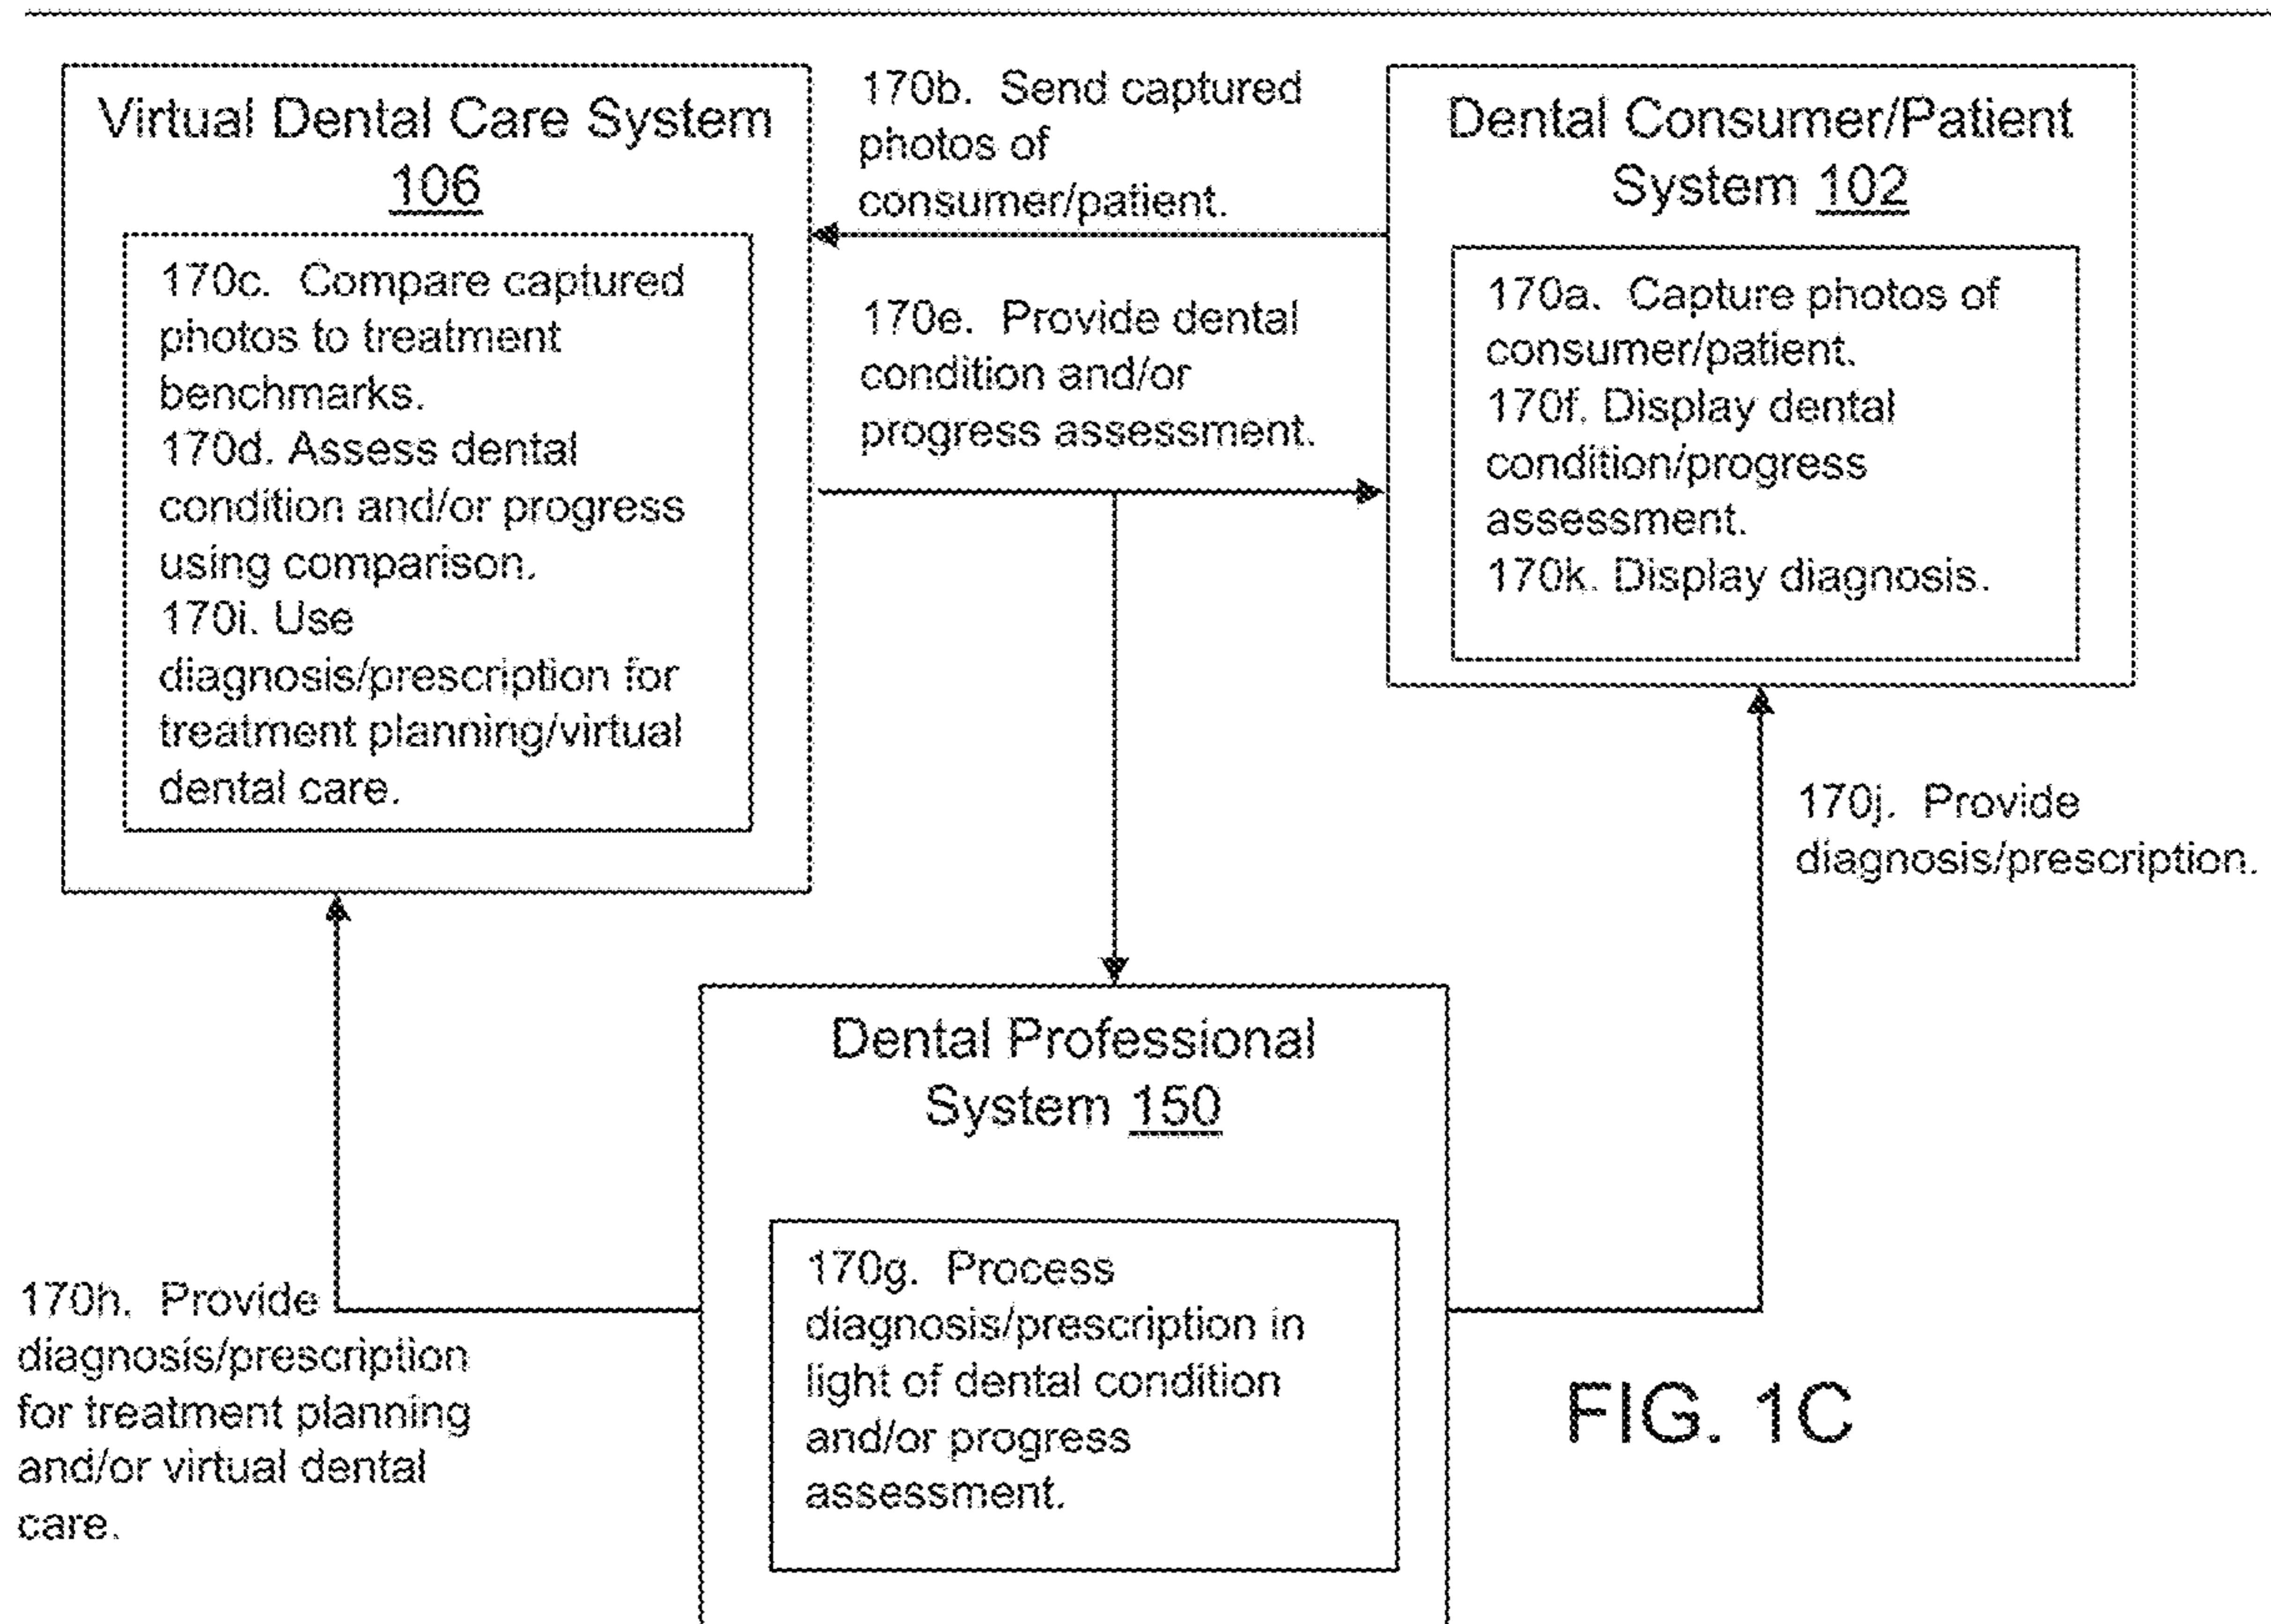 Virtual Dental Care System
106
170c. Compare captured
photos to treatment
benchmarks.
170d. Assess dental
condition and/or progress
using comparison.
170i. Use
diagnosis/prescription for
treatment planning/virtual
dental care.
170b. Send captured
photos of
consumer/patient.
170e. Provide dental
condition and/or
progress assessment.
Dental Consumer/Patient
System 102
170a. Capture photos of
consumer/patient.
170f. Display dental
condition/progress
assessment.
170k. Display diagnosis.
170j. Provide
diagnosis/prescription.
Dental Professional
System 150
170g. Process
diagnosis/prescription in
light of dental condition
and/or progress
assessment.
170h. Provide
diagnosis/prescription
for treatment planning
and/or virtual dental
care.
FIG. 1C